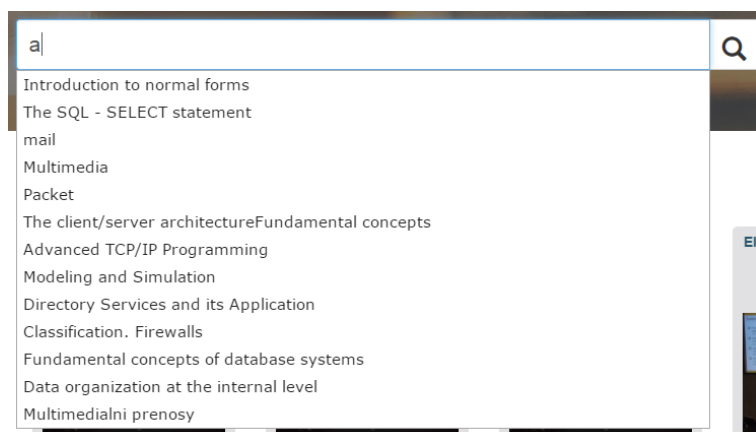 a
Introduction to normal forms
The SQL - SELECT statement
mail
Multimedia
Packet
The client/server architectureFundamental concepts
Advanced TCP/IP Programming
Modeling and Simulation
Directory Services and its Application
Classification. Firewalls
Fundamental concepts of database systems
Data organization at the internal level
Multimedialni prenosy